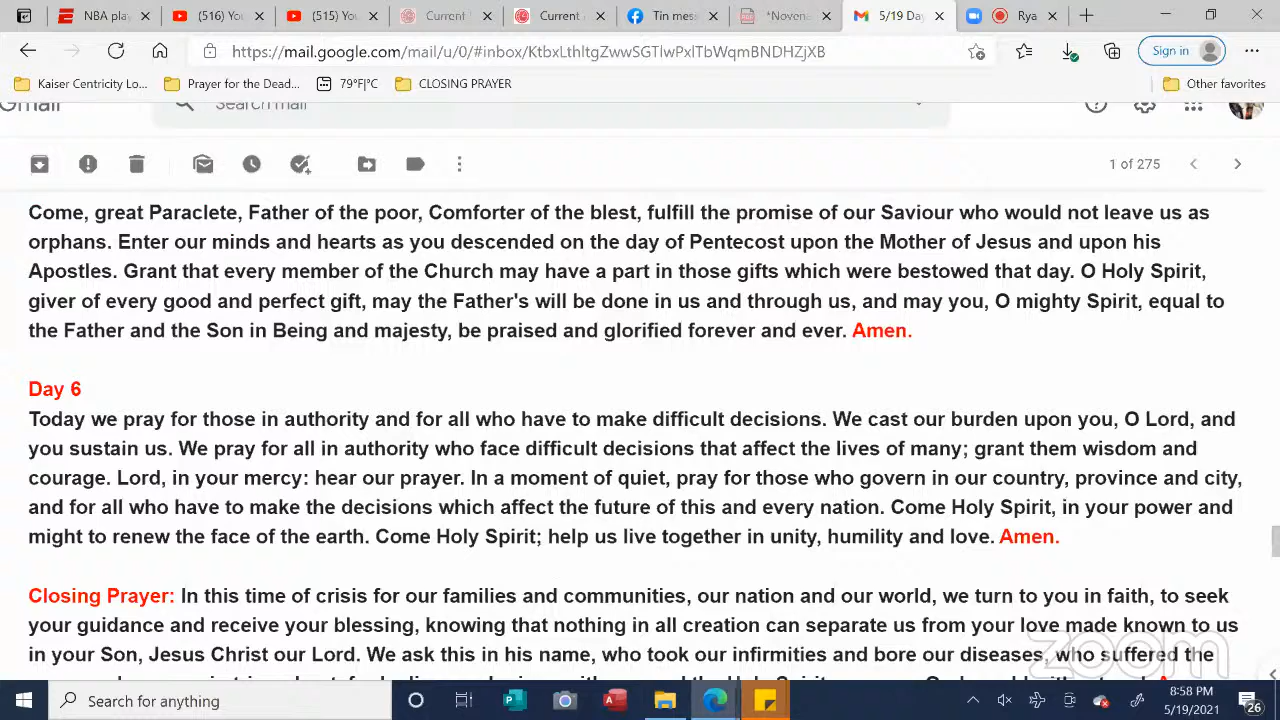 (516) Yo
(515) You
Current
Current
Tin mess
*Novena
5/19 Day
Rya
https://mail.google.com/mail/u/0/#inbox/KtbxLthltgZwwSGTlwPxlTbWqmBNDHZjXB
Sign in
Kaiser Centricity Lo...
Prayer for the Dead...
79°F|°C
CLOSING PRAYER
Other favorites
Gmail
Search mail
1 of 275
Come, great Paraclete, Father of the poor, Comforter of the blest, fulfill the promise of our Saviour who would not leave us as
orphans. Enter our minds and hearts as you descended on the day of Pentecost upon the Mother of Jesus and upon his
Apostles. Grant that every member of the Church may have a part in those gifts which were bestowed that day. O Holy Spirit,
giver of every good and perfect gift, may the Father's will be done in us and through us, and may you, O mighty Spirit, equal to
the Father and the Son in Being and majesty, be praised and glorified forever and ever. Amen.
Day 6
Today we pray for those in authority and for all who have to make difficult decisions. We cast our burden upon you, O Lord, and
you sustain us. We pray for all in authority who face difficult decisions that affect the lives of many; grant them wisdom and
courage. Lord, in your mercy: hear our prayer. In a moment of quiet, pray for those who govern in our country, province and city,
and for all who have to make the decisions which affect the future of this and every nation. Come Holy Spirit, in your power and
might to renew the face of the earth. Come Holy Spirit; help us live together in unity, humility and love. Amen.
Closing Prayer: In this time of crisis for our families and communities, our nation and our world, we turn to you in faith, to seek
your guidance and receive your blessing, knowing that nothing in all creation can separate us from your love made known to us
in your Son, Jesus Christ our Lord. We ask this in his name, who took our infirmities and bore our diseases, who suffered the
zoom
Search for anything
8:58 PM
5/19/2021
26